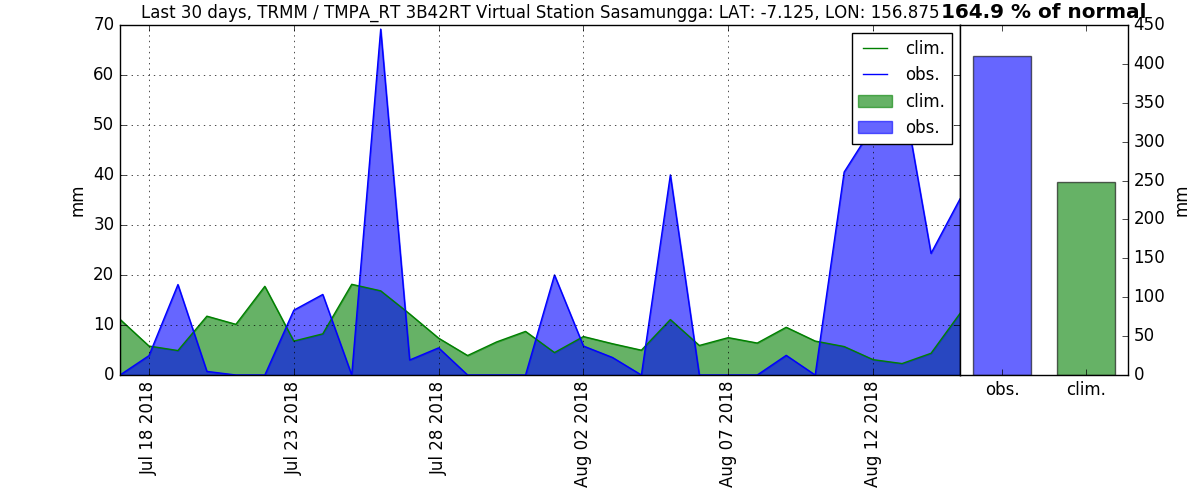 Last 30 days, TRMM / TMPA_RT 3B42RT Virtual Station Sasamungga: LAT: -7.125, LON: 156.875
164.9 % of normal
70
60
50
40
30
20
10
0
mm
clim.
obs.
clim.
obs.
450
400
350
300
250
200
150
100
50
0
mm
Jul 18 2018
Jul 23 2018
Jul 28 2018
Aug 02 2018
Aug 07 2018
Aug 12 2018
obs.
clim.